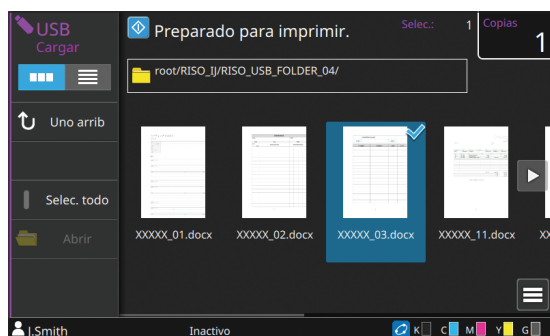 USB
Cargar
Preparado para imprimir.
Selec.: 1
Copias
1
root/RISO_IJ/RISO_USB_FOLDER_04/
Uno arrib
Selec. todo
Abrir
XXXXX_01.docx
XXXXX_02.docx
XXXXX_03.docx
XXXXX_11.docx
XX
J.Smith
Inactivo
K C M Y G